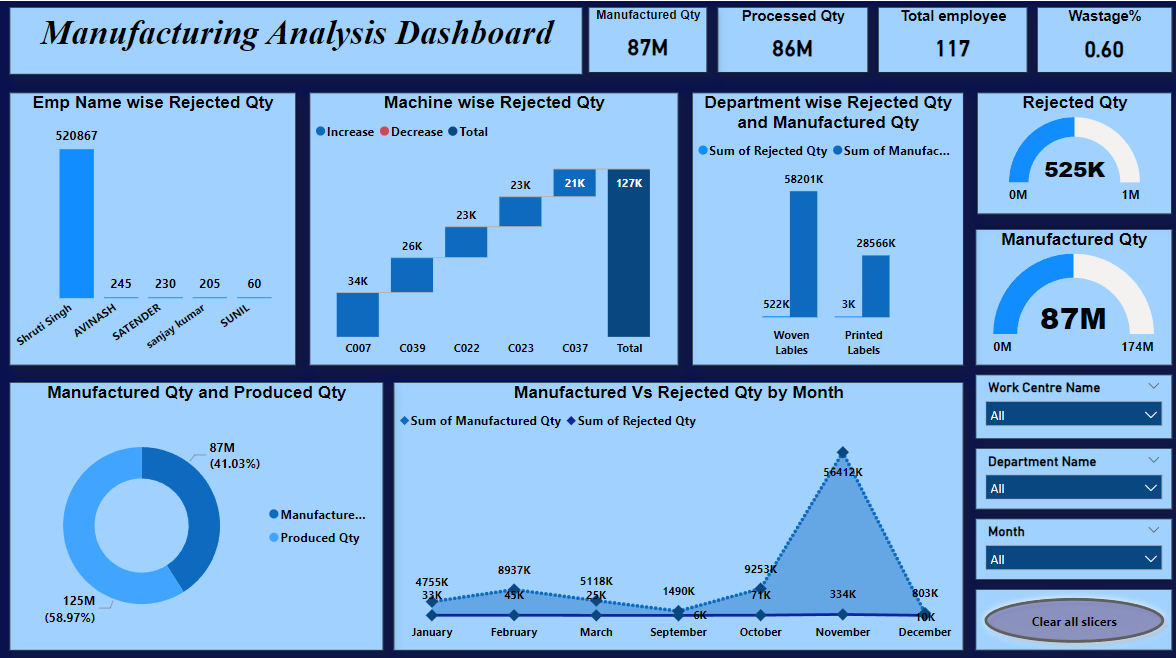 Manufacturing Analysis Dashboard
Manufactured Qty
87M
Processed Qty
86M
Total employee
117
Wastage%
0.60
Emp Name wise Rejected Qty
520867
245
230
205
60
Shruti Singh
AVINASH
SATENDER
sanjay kumar
SUNIL
Machine wise Rejected Qty
Increase Decrease Total
34K
26K
23K
23K
21K
127K
C007
C039
C022
C023
C037
Total
Department wise Rejected Qty
and Manufactured Qty
Sum of Rejected Qty Sum of Manufac...
58201K
28566K
522K
3K
Woven
Lables
Printed
Labels
Rejected Qty
525K
0M
1M
Manufactured Qty
87M
0M
174M
Manufactured Qty and Produced Qty
87M
(41.03%)
Manufacture...
Produced Qty
125M
(58.97%)
Manufactured Vs Rejected Qty by Month
Sum of Manufactured Qty Sum of Rejected Qty
4755K
8937K
5118K
1490K
9253K
56412K
803K
33K
45K
25K
6K
71K
334K
10K
January
February
March
September
October
November
December
Work Centre Name
All
Department Name
All
Month
All
Clear all slicers